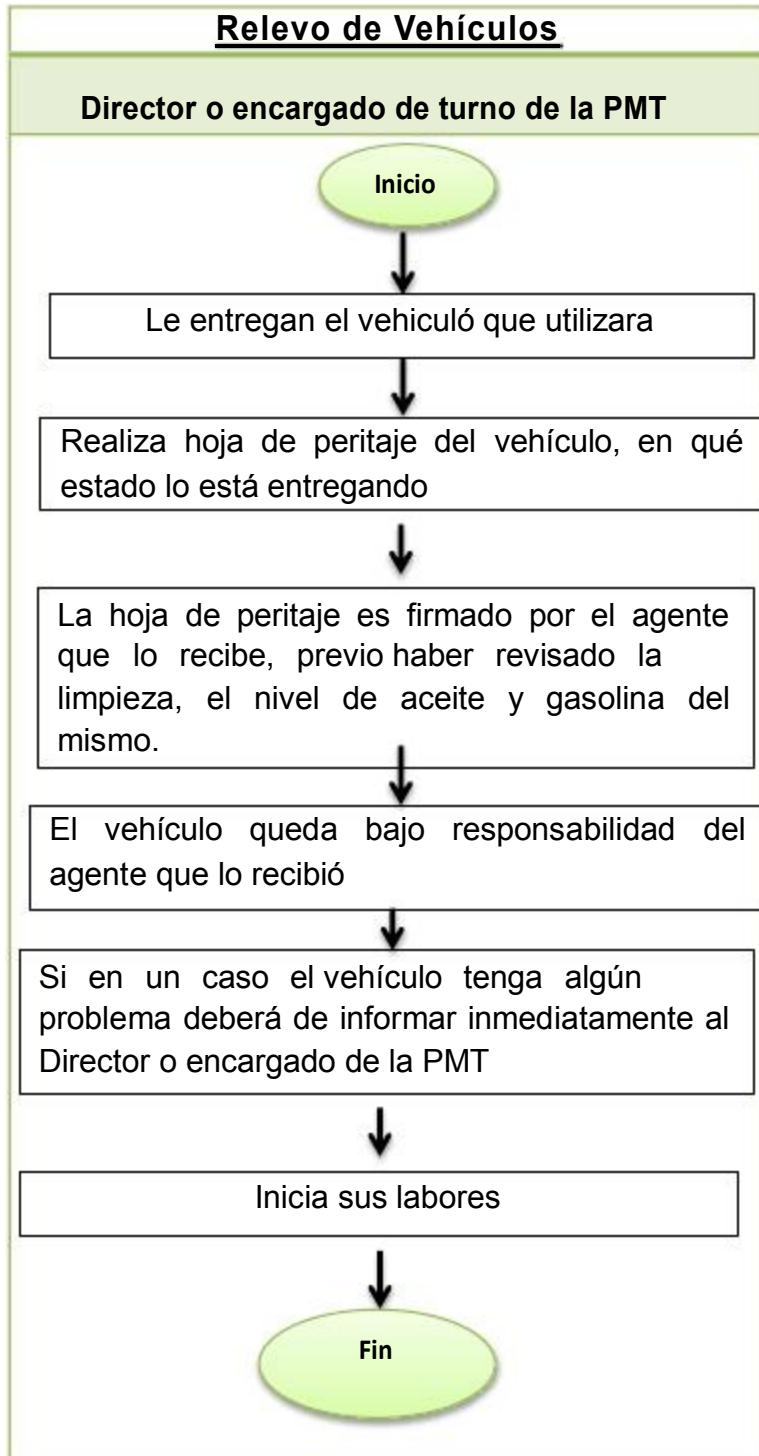 Relevo de Vehículos
Director o encargado de turno de la PMT
Inicio
Le entregan el vehiculó que utilizara
Realiza hoja de peritaje del vehículo, en qué
estado lo está entregando
La hoja de peritaje es firmado por el agente
que lo recibe, previo haber revisado la
limpieza, el nivel de aceite y gasolina del
mismo.
El vehículo queda bajo responsabilidad del
agente que lo recibió
Si en un caso el vehículo tenga algún
problema deberá de informar inmediatamente al
Director o encargado de la PMT
Inicia sus labores
Fin